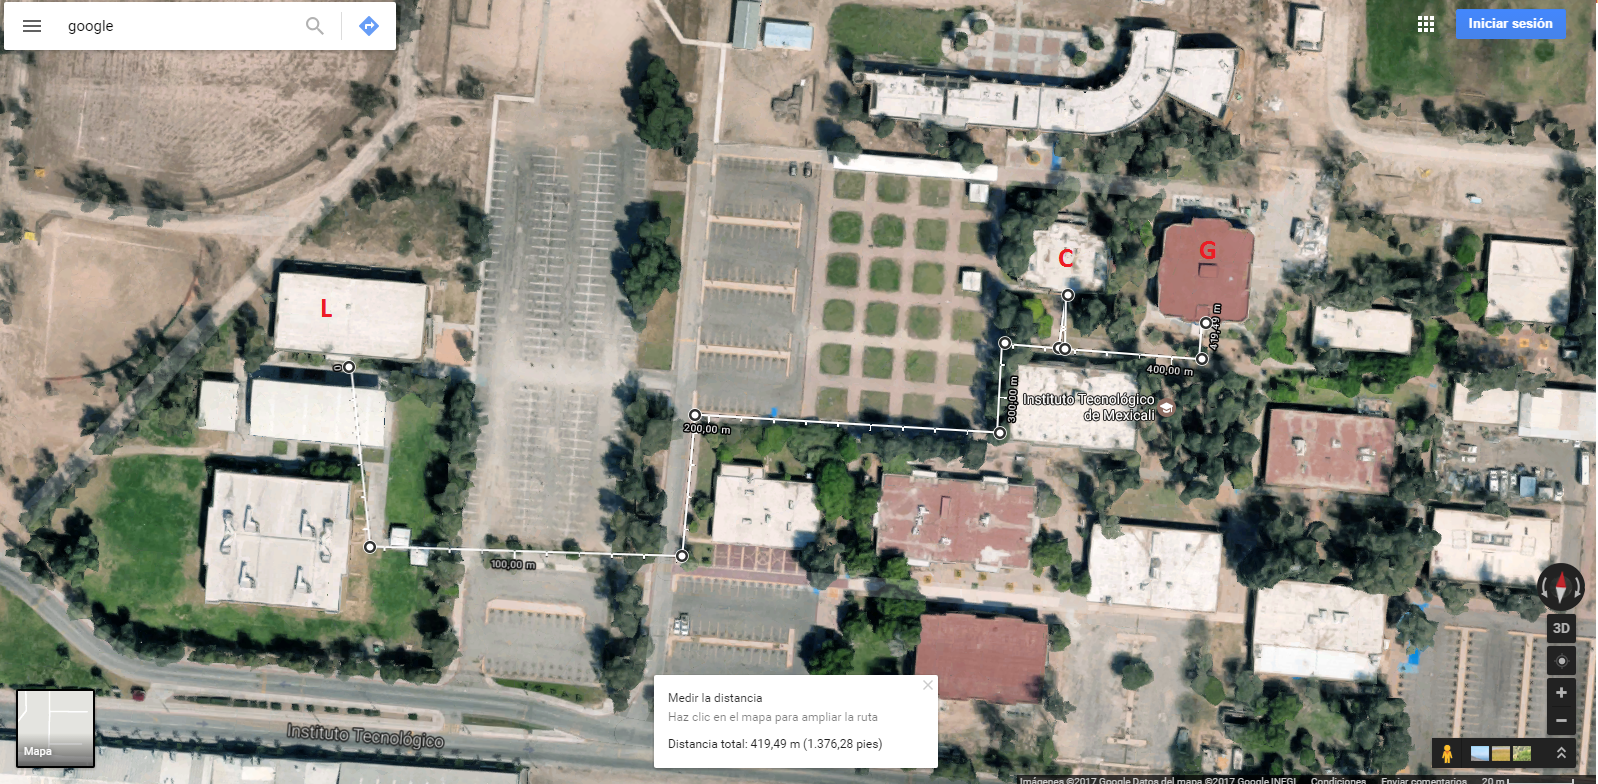 google
Iniciar sesión
C
G
L
419,49 m
0
400,00 m
300,00 m
Instituto Tecnológico
de Mexicali
200,00 m
100,00 m
3D
Medir la distancia
Haz clic en el mapa para ampliar la ruta
Distancia total: 419,49 m (1.376,28 pies)
Instituto Tecnológico
Mapa
Imágenes ©2017 Google Datos del mapa ©2017 Google INEGI Condiciones Enviar comentarios 20 m